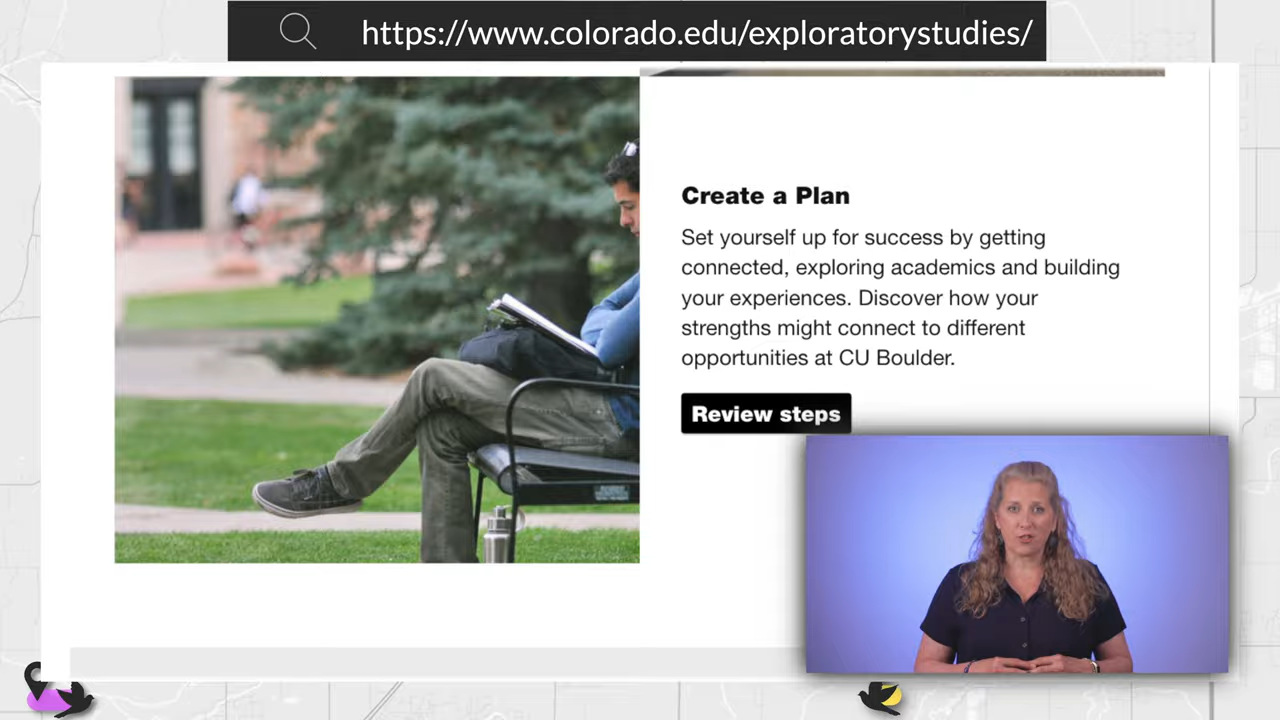 https://www.colorado.edu/exploratorystudies/
Create a Plan
Set yourself up for success by getting
connected, exploring academics and building
your experiences. Discover how your
strengths might connect to different
opportunities at CU Boulder.
Review steps